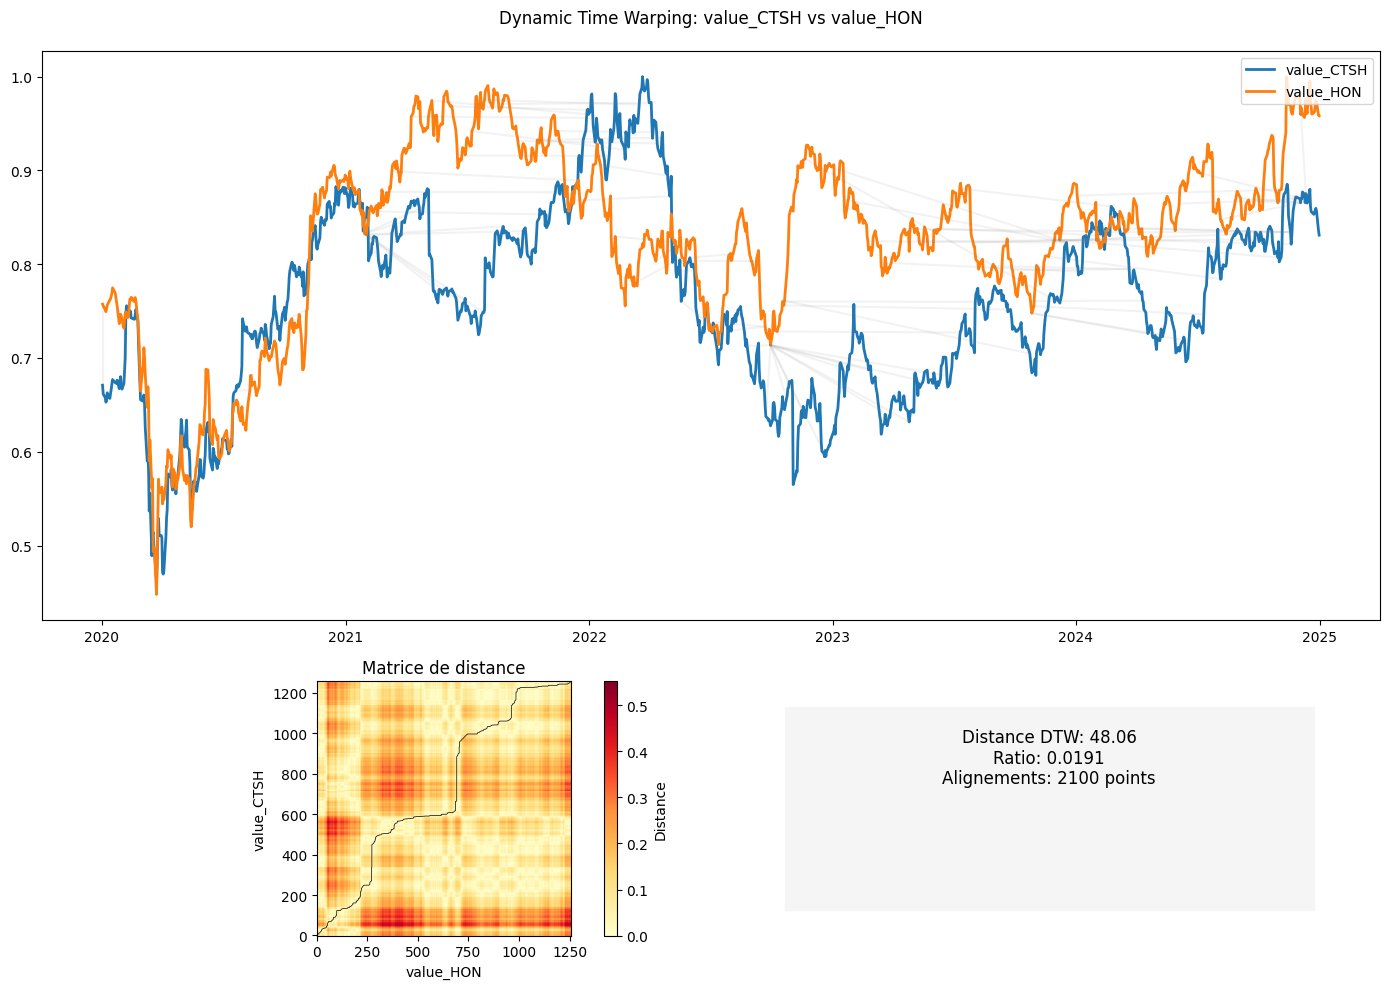 Dynamic Time Warping: value_CTSH vs value_HON
1.0
0.9
0.8
0.7
0.6
0.5
value_CTSH
value_HON
2020 2021 2022 2023 2024 2025
Matrice de distance
value_CTSH
1200
1000
800
600
400
200
0
0 250 500 750 1000 1250
value_HON
0.5
0.4
0.3
0.2
0.1
0.0
Distance
Distance DTW: 48.06
Ratio: 0.0191
Alignements: 2100 points